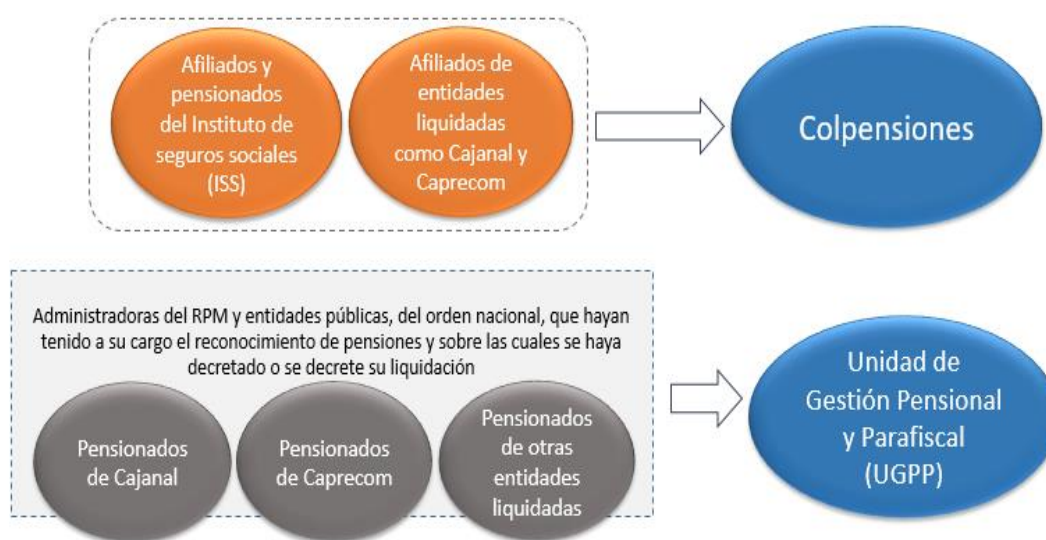 Afiliados y
pensionados
del Instituto de
seguros sociales
(ISS)
Afiliados de
entidades
liquidadas
como Cajanal y
Caprecom
Colpensiones
Administradoras del RPM y entidades públicas, del orden nacional, que hayan
tenido a su cargo el reconocimiento de pensiones y sobre las cuales se haya
decretado o se decrete su liquidación
Pensionados
de Cajanal
Pensionados
de Caprecom
Pensionados
de otras
entidades
liquidadas
Unidad de
Gestión Pensional
y Parafiscal
(UGPP)